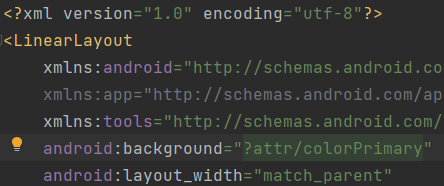 <?xml version="1.0" encoding="utf-8"?>
<LinearLayout
xmlns:android="http://schemas.android.co
xmlns:app="http://schemas.android.com/ap
xmlns:tools="http://schemas.android.com/
android:background="?attr/colorPrimary"
android:layout_width="match_parent"